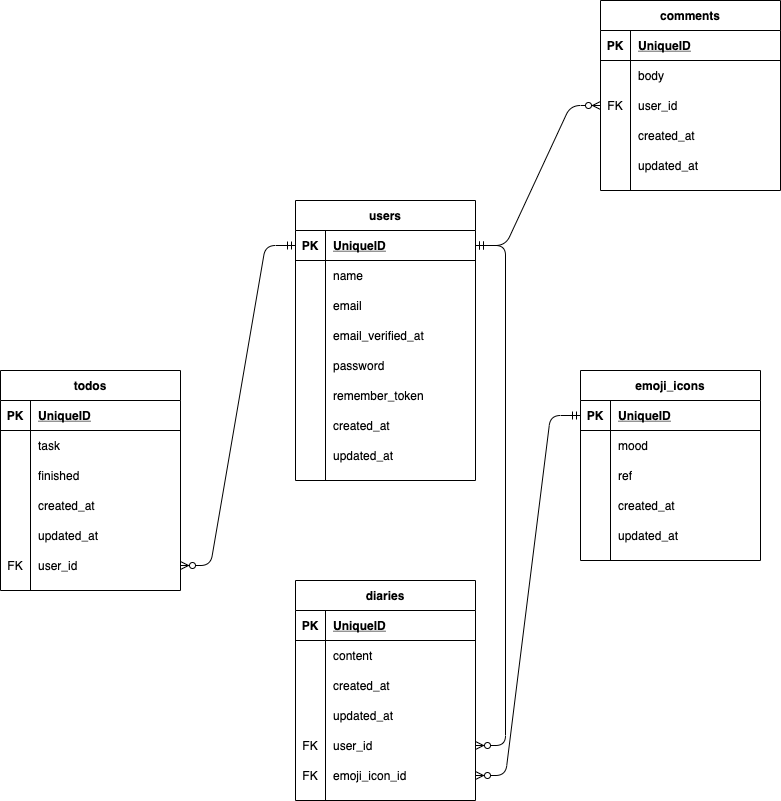 comments
PK UniqueID
body
FK user_id
created_at
updated_at
users
PK UniqueID
name
email
email_verified_at
password
remember_token
created_at
updated_at
todos
PK UniqueID
task
finished
created_at
updated_at
FK user_id
emoji_icons
PK UniqueID
mood
ref
created_at
updated_at
diaries
PK UniqueID
content
created_at
updated_at
FK user_id
FK emoji_icon_id